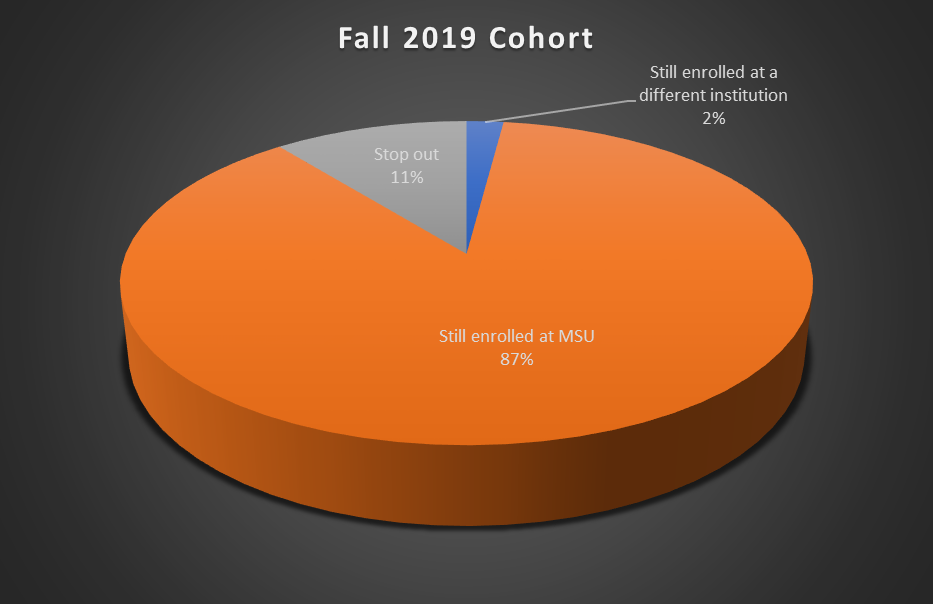 Fall 2019 Cohort
Still enrolled at a
different institution
2%
Stop out
11%
Still enrolled at MSU
87%